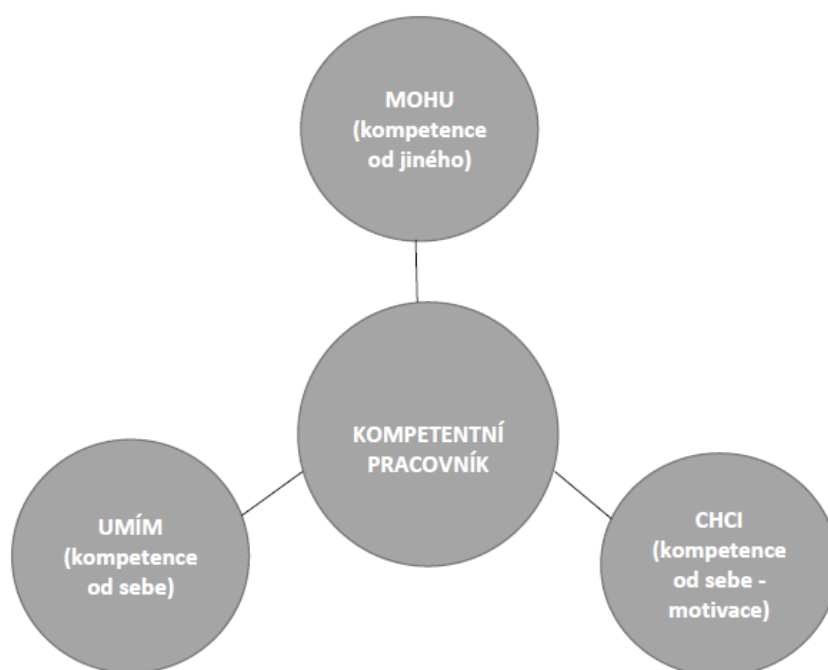 MOHU
(kompetence
od jiného)
KOMPETENTNÍ
PRACOVNÍK
UMÍM
(kompetence
od sebe)
CHCI
(kompetence
od sebe -
motivace)